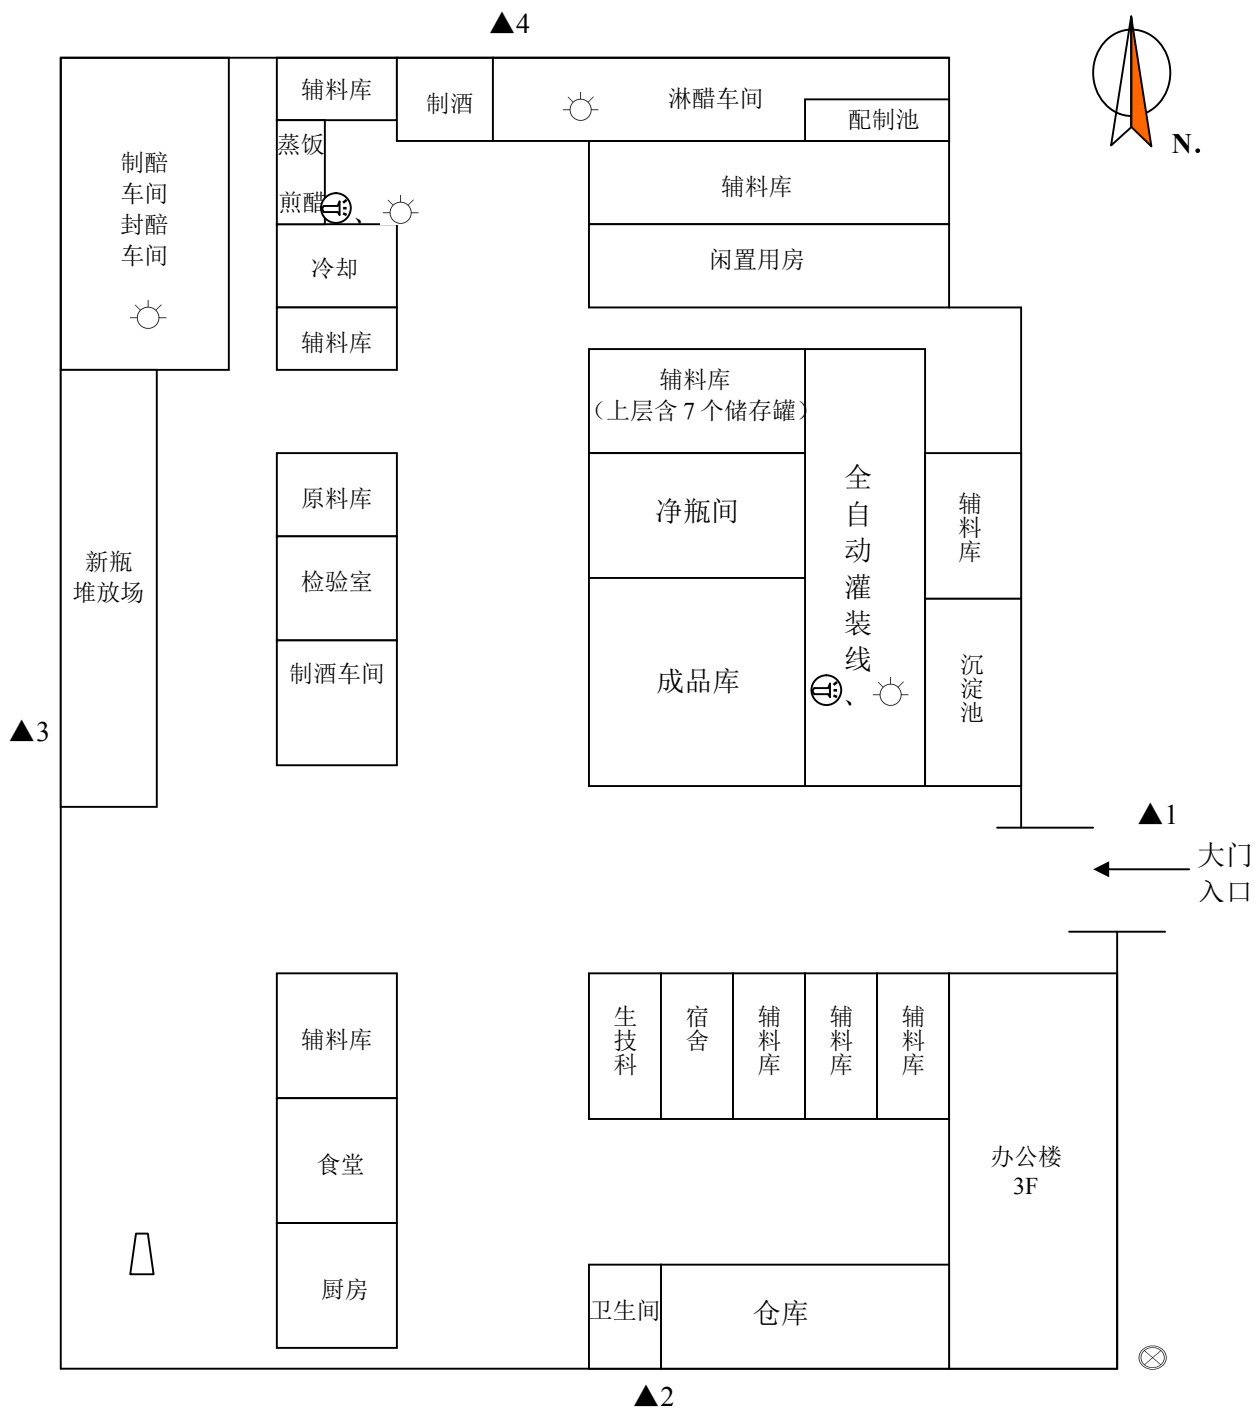 ▲4
N.
辅料库
制酒
淋醋车间
配制池
蒸饭
煎醋
、
制醅
车间
封醅
车间
辅料库
冷却
闲置用房
辅料库
辅料库
（上层含 7 个储存罐）
全自动灌装线
、
原料库
净瓶间
辅料库
新瓶
堆放场
检验室
制酒车间
成品库
沉淀池
▲3
▲1
大门
入口
辅料库
生技科
宿舍
辅料库
辅料库
辅料库
食堂
办公楼
3F
厨房
卫生间
仓库
▲2